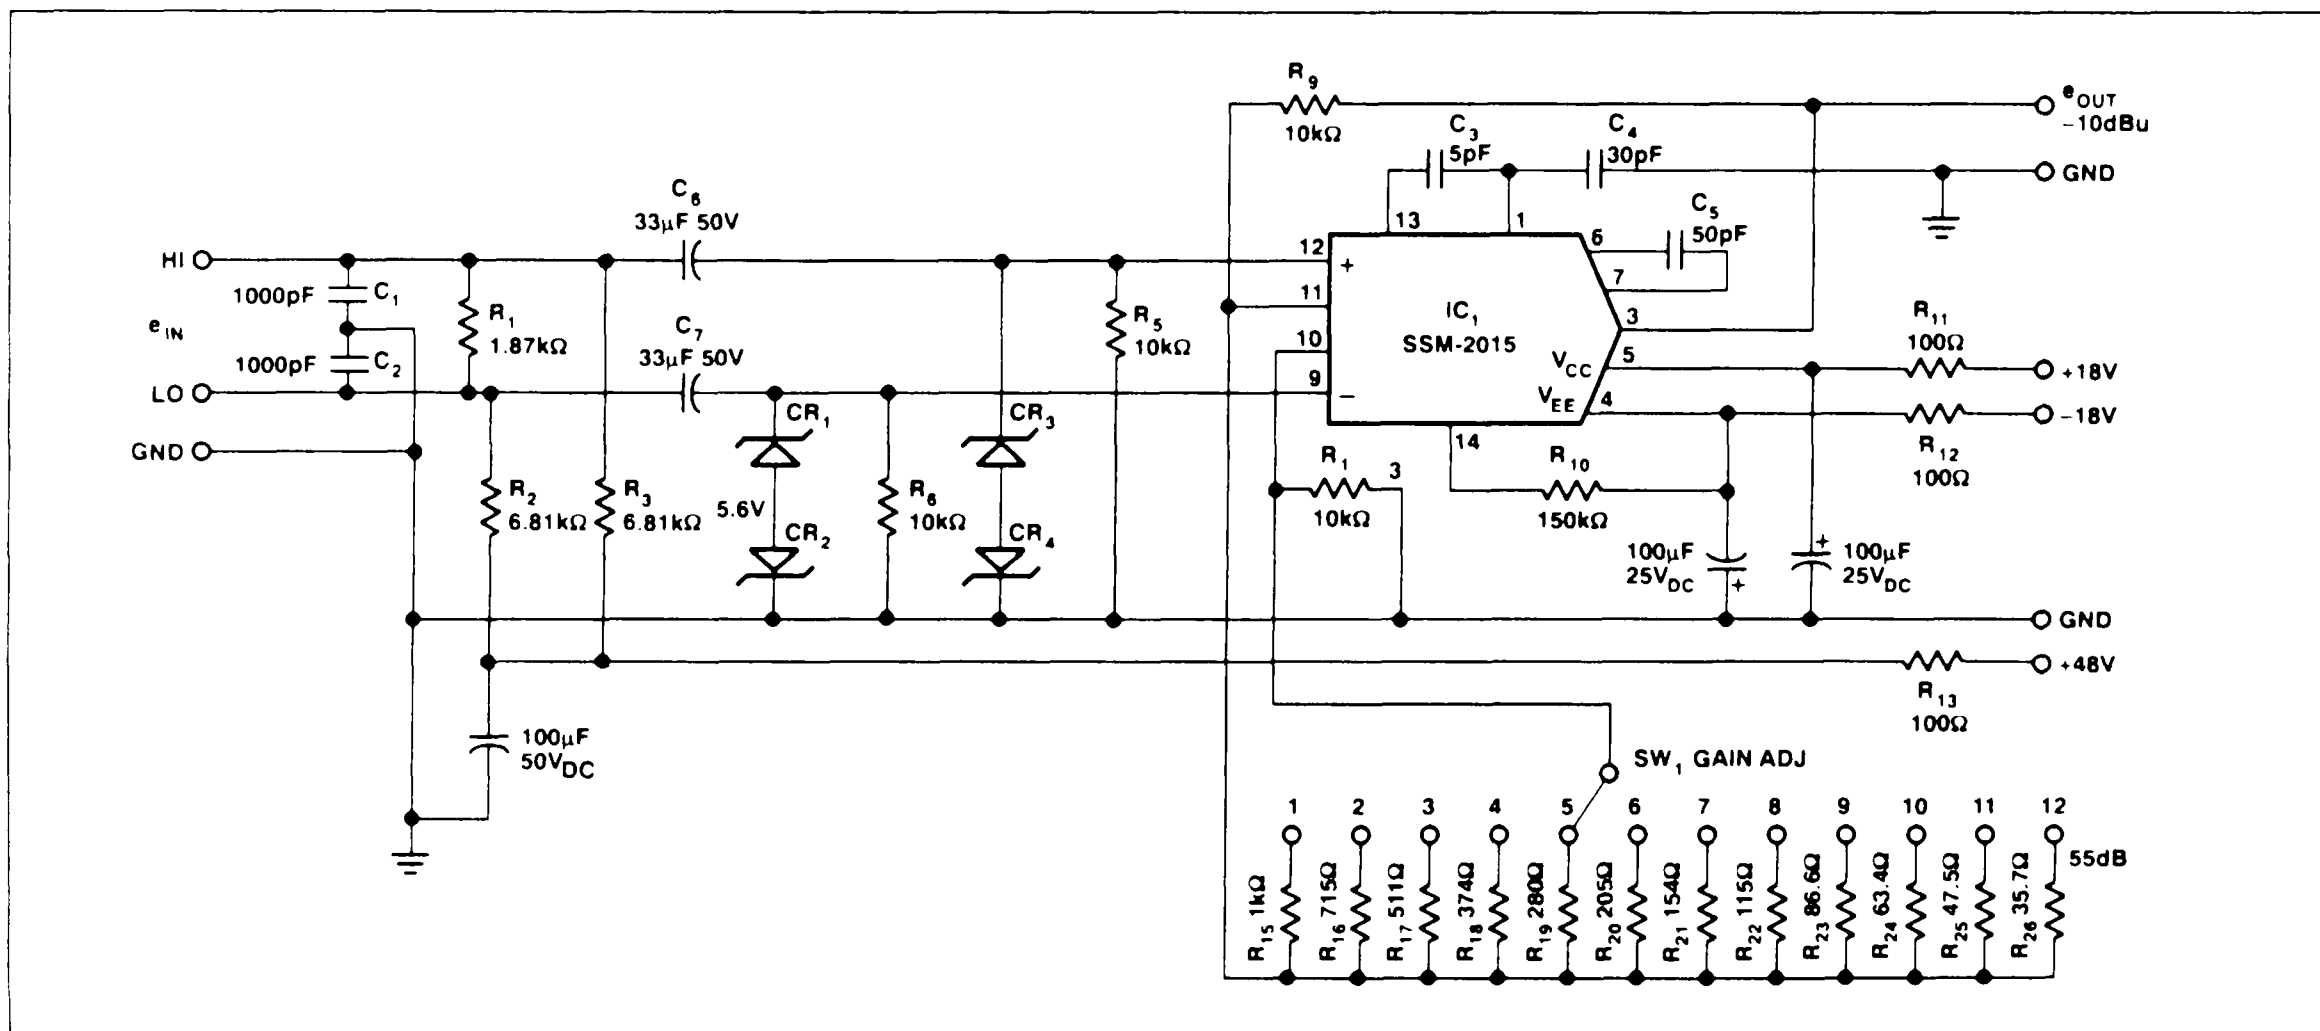 R9
10kΩ
eOUT
-10dBu
C3
5pF
C4
30pF
GND
C6
33μF 50V
13
1
C5
50pF
6
7
HI
12
+
1000pF
C1
11
R1
1.87kΩ
eIN
C7
33μF 50V
R5
10kΩ
IC1
SSM-2015
3
R11
100Ω
1000pF
C2
10
VCC
5
+18V
LO
9
−
VEE
4
-18V
CR1
CR3
R12
100Ω
GND
14
R1
3
10kΩ
R10
150kΩ
R2
6.81kΩ
R3
6.81kΩ
5.6V
R6
10kΩ
CR2
CR4
100μF
25VDC
+
+
100μF
25VDC
GND
+48V
R13
100Ω
100μF
50VDC
SW1 GAIN ADJ
1 2 3 4 5 6 7 8 9 10 11 12
55dB
R15 1kΩ
R16 715Ω
R17 511Ω
R18 374Ω
R19 280Ω
R20 205Ω
R21 154Ω
R22 115Ω
R23 86.6Ω
R24 63.4Ω
R25 47.5Ω
R26 35.7Ω